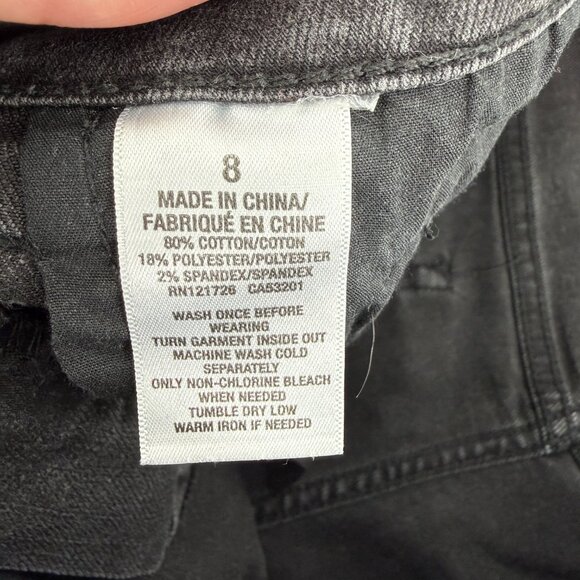 8
MADE IN CHINA/
FABRIQUÉ EN CHINE
80% COTTON/COTON
18% POLYESTER/POLYESTER
2% SPANDEX/SPANDEX
RN121726 CA53201
WASH ONCE BEFORE
WEARING
TURN GARMENT INSIDE OUT
MACHINE WASH COLD
SEPARATELY
ONLY NON-CHLORINE BLEACH
WHEN NEEDED
TUMBLE DRY LOW
WARM IRON IF NEEDED